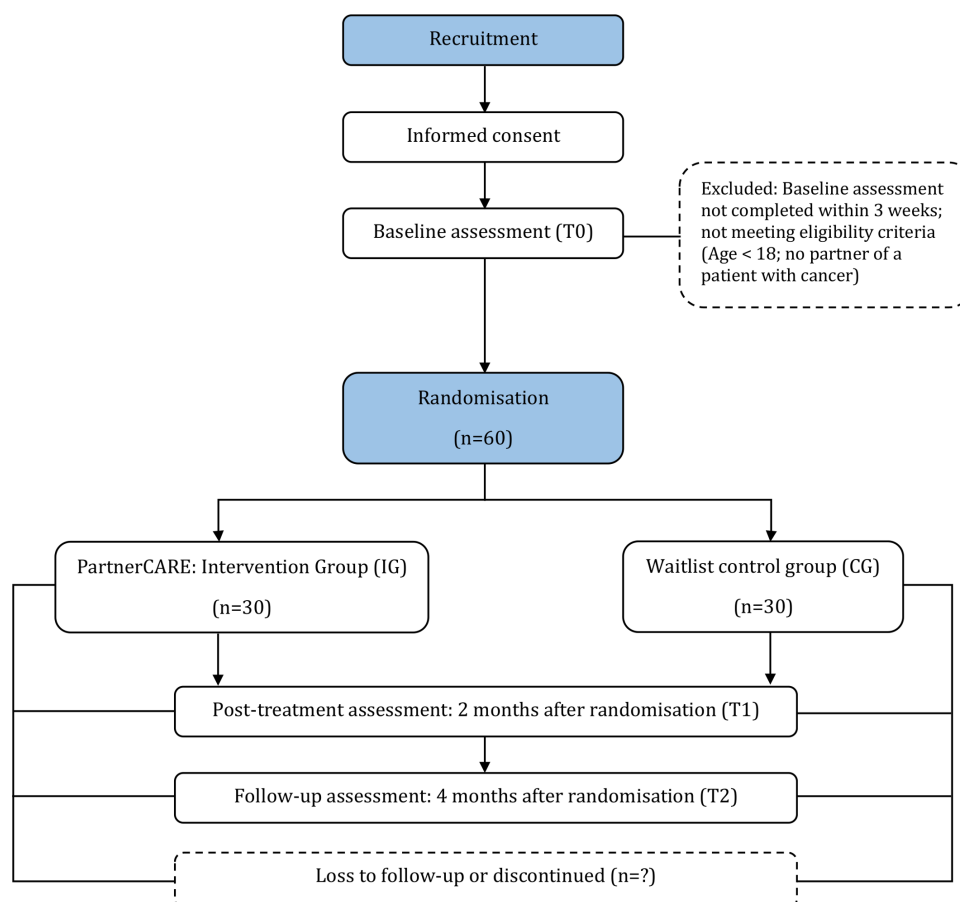 Recruitment
Informed consent
Baseline assessment (T0)
Excluded: Baseline assessment
not completed within 3 weeks;
not meeting eligibility criteria
(Age < 18; no partner of a
patient with cancer)
Randomisation
(n=60)
PartnerCARE: Intervention Group (IG)
(n=30)
Waitlist control group (CG)
(n=30)
Post-treatment assessment: 2 months after randomisation (T1)
Follow-up assessment: 4 months after randomisation (T2)
Loss to follow-up or discontinued (n=?)